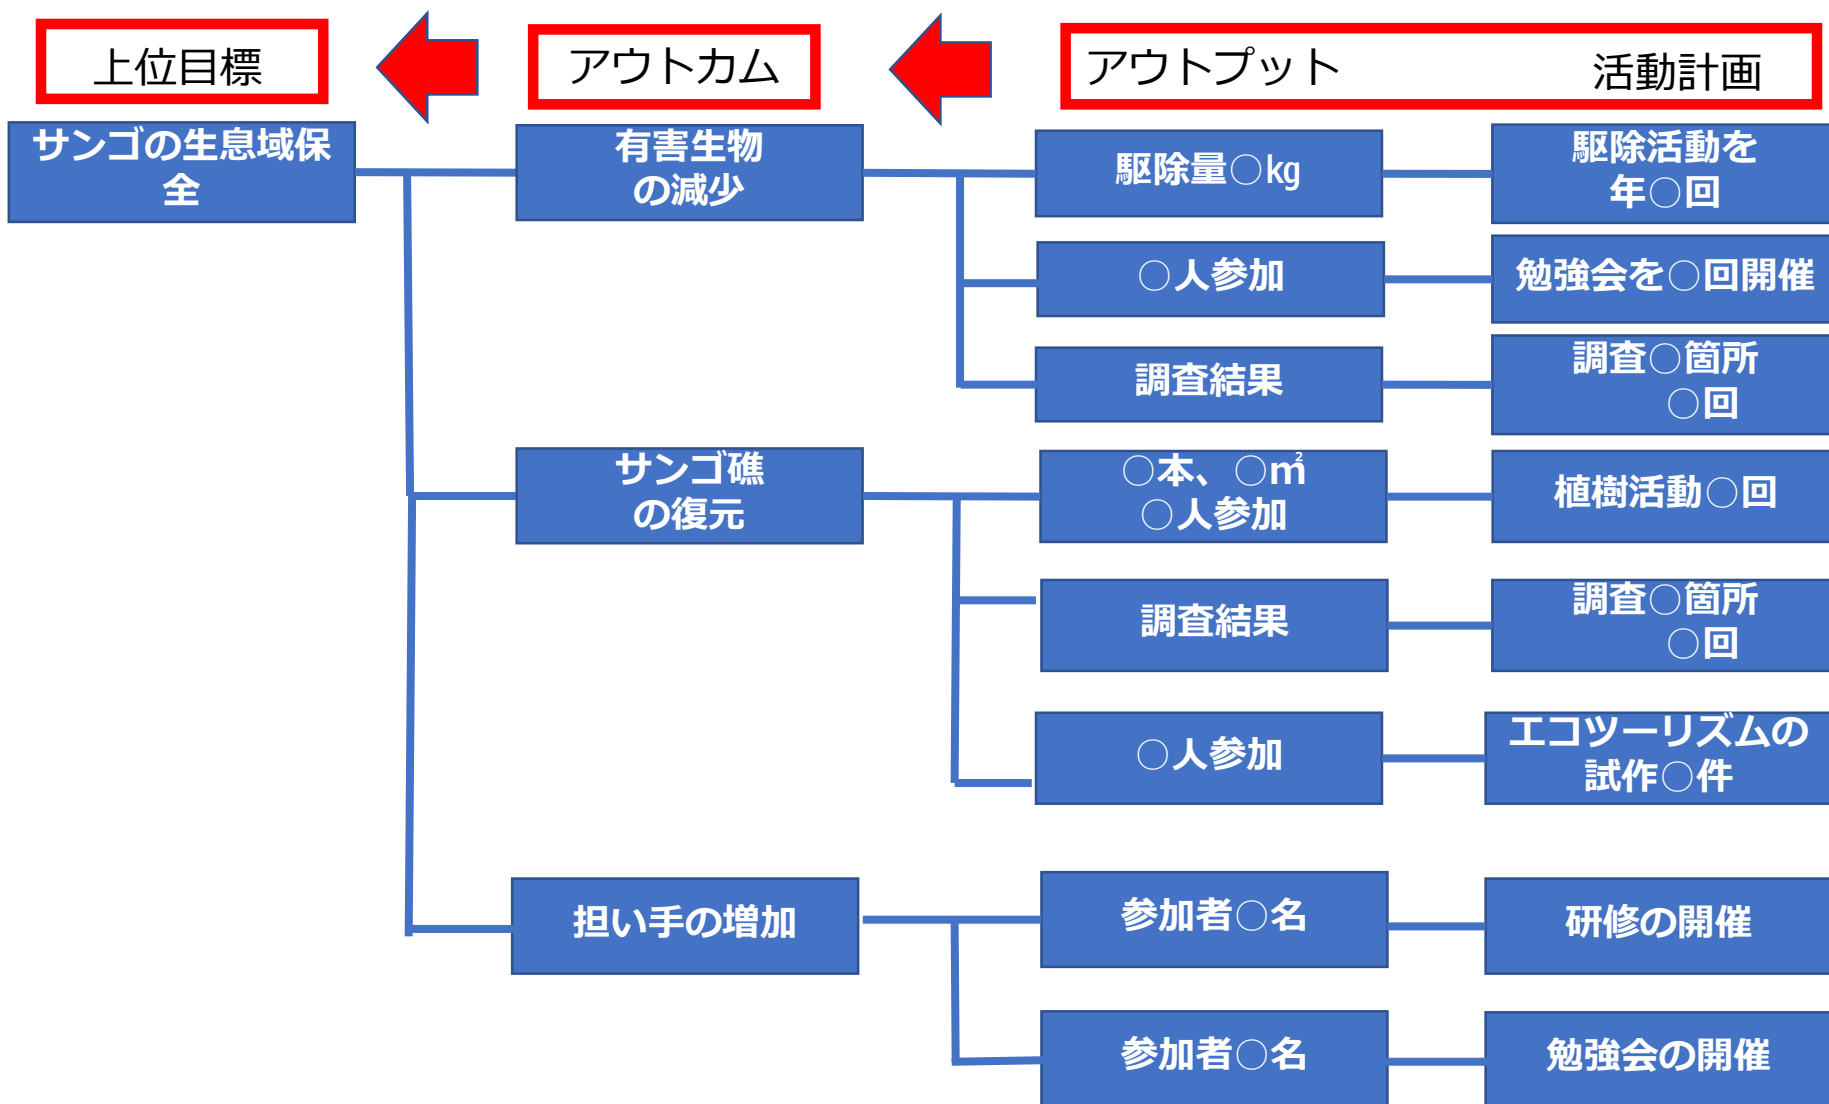 上位目標
アウトカム
アウトプット
活動計画
サンゴの生息域保
全
有害生物
の減少
駆除量○kg
駆除活動を
年○回
○人参加
勉強会を○回開催
調査結果
調査○箇所
○回
サンゴ礁
の復元
○本、○㎡
○人参加
植樹活動○回
調査結果
調査○箇所
○回
○人参加
エコツーリズムの
試作○件
担い手の増加
参加者○名
研修の開催
参加者○名
勉強会の開催